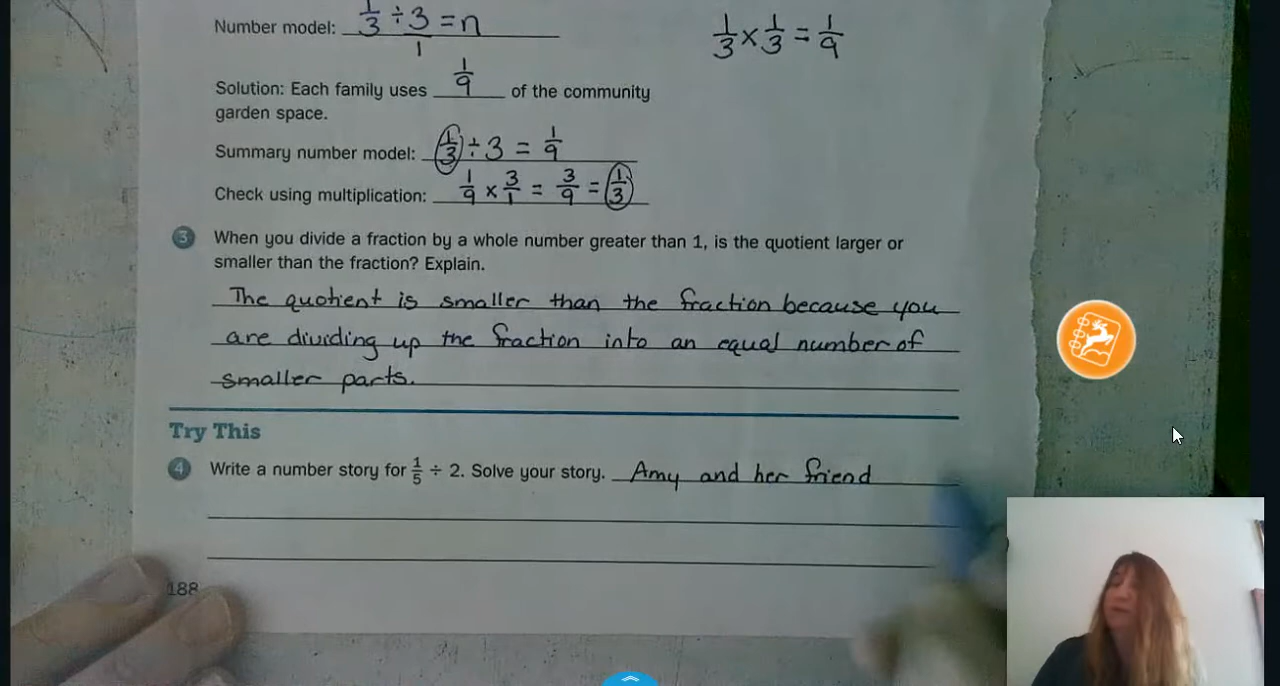 Number model: 1/3 ÷ 3 = n
1
1/3 × 1/3 = 1/9
Solution: Each family uses 1/9 of the community
garden space.
Summary number model: 1/3 ÷ 3 = 1/9
Check using multiplication: 1/9 × 3/1 = 3/9 = 1/3
3 When you divide a fraction by a whole number greater than 1, is the quotient larger or
smaller than the fraction? Explain.
The quotient is smaller than the fraction because you
are dividing up the fraction into an equal number of
smaller parts.
Try This
4 Write a number story for 1/5 ÷ 2. Solve your story. Amy and her friend
188